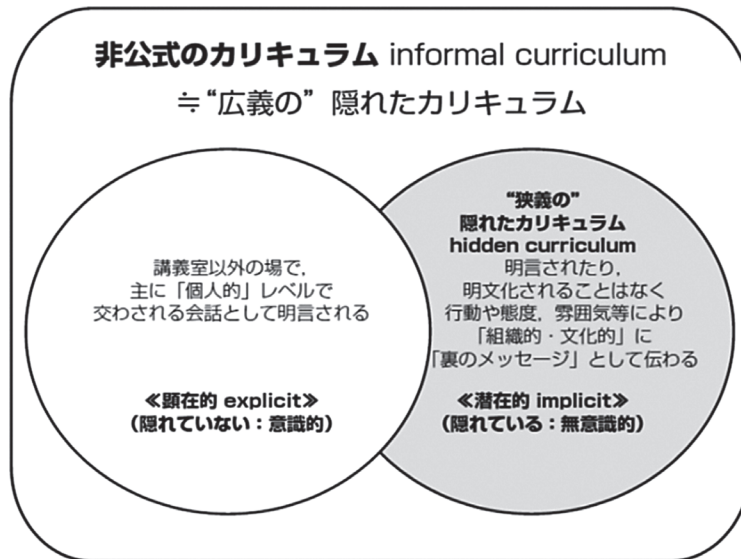 非公式のカリキュラム informal curriculum
≒“広義の”隠れたカリキュラム
講義室以外の場で,
主に「個人的」レベルで
交わされる会話として明言される
≪顕在的 explicit≫
(隠れていない:意識的)
“狭義の”
隠れたカリキュラム
hidden curriculum
明言されたり,
明文化されることはなく
行動や態度,雰囲気等により
「組織的・文化的」に
「裏のメッセージ」として伝わる
≪潜在的 implicit≫
(隠れている:無意識的)